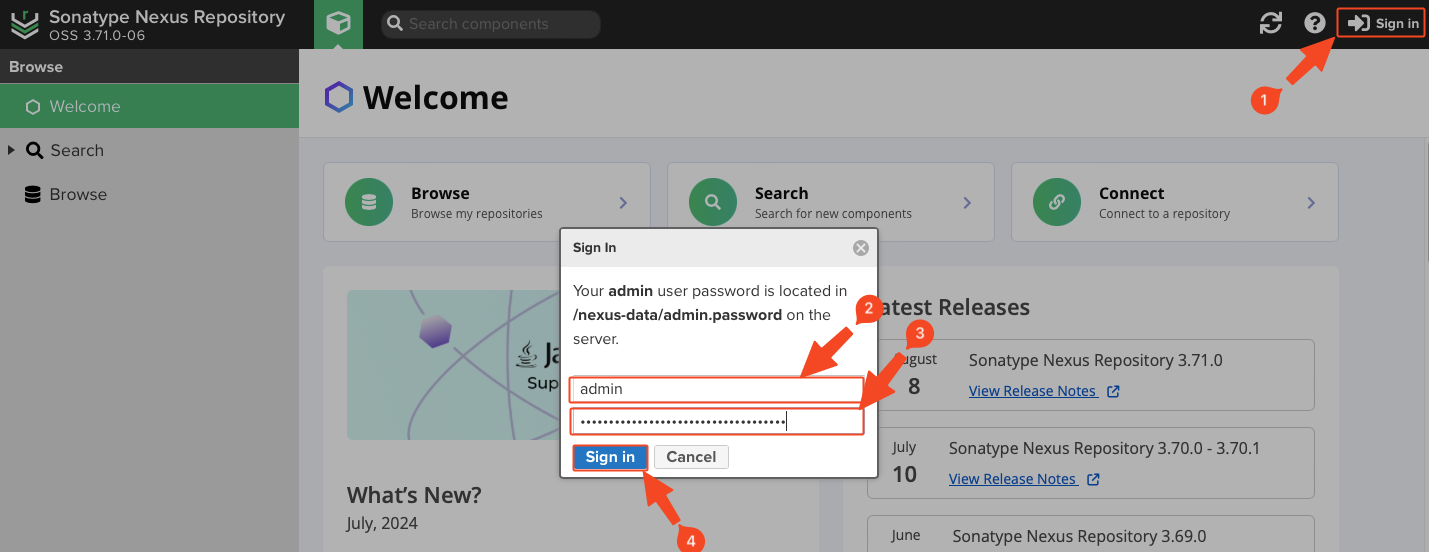 Sonatype Nexus Repository
OSS 3.71.0-06
Search components
Sign in
1
Browse
Welcome
Search
Browse
Welcome
Browse
Browse my repositories
Search
Search for new components
Connect
Connect to a repository
Sign In
Your admin user password is located in
/nexus-data/admin.password on the
server.
2
3
admin
••••••••••••••••••••••••••••••••••••
Sign in
Cancel
4
What's New?
July, 2024
atest Releases
8
Sonatype Nexus Repository 3.71.0
View Release Notes
July
10
Sonatype Nexus Repository 3.70.0 - 3.70.1
View Release Notes
June
Sonatype Nexus Repository 3.69.0